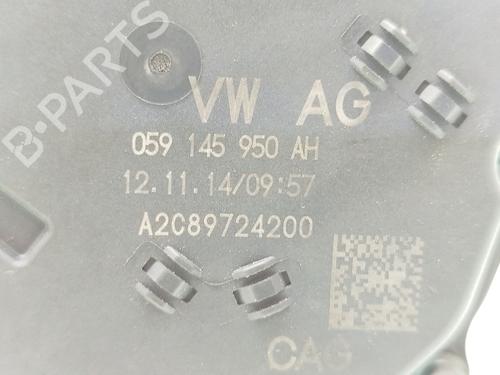 B-PARTS
VW AG
059 145 950 AH
12.11.14/09:57
A2C89724200
CAG